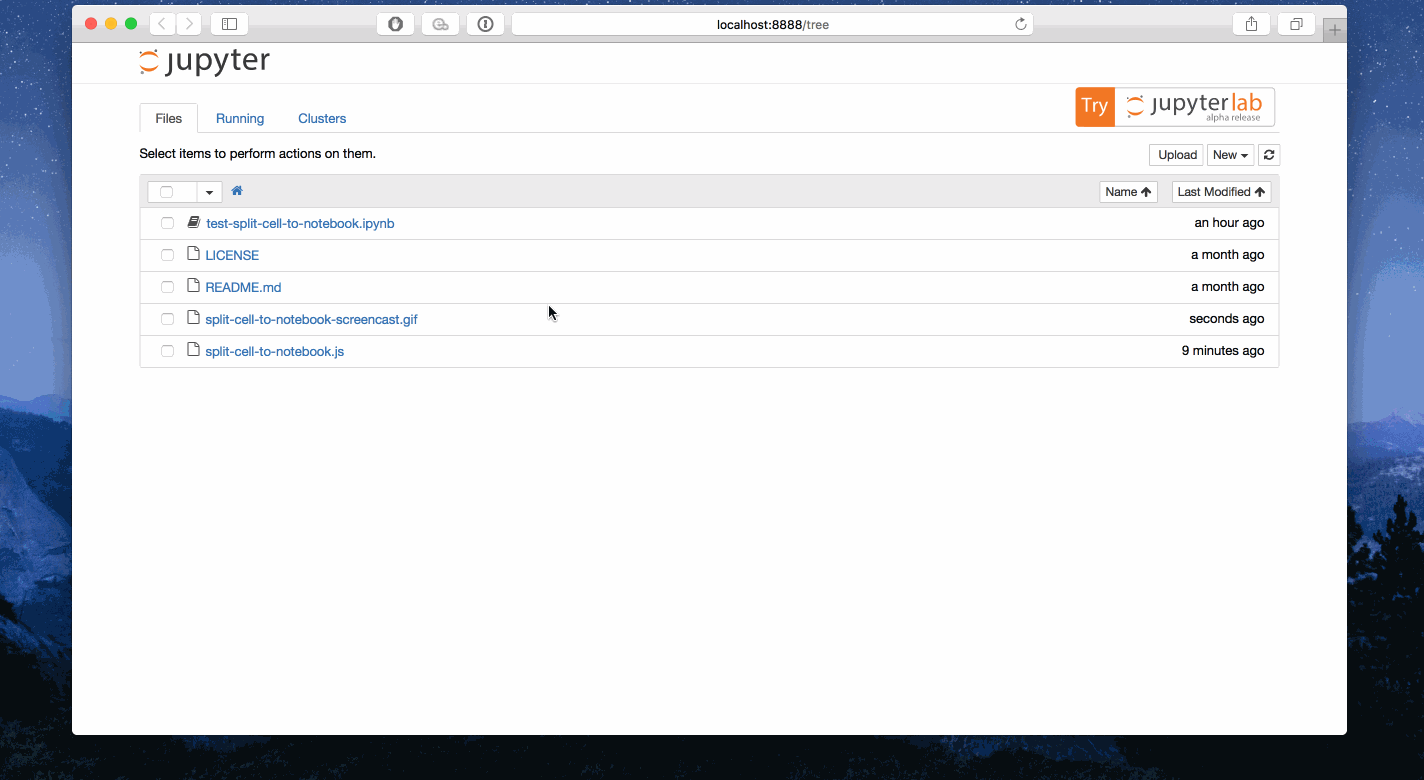 localhost:8888/tree
jupyter
Files Running Clusters
Try jupyterlab
alpha release
Select items to perform actions on them.
Upload New
Name Last Modified
test-split-cell-to-notebook.ipynb an hour ago
LICENSE a month ago
README.md a month ago
split-cell-to-notebook-screencast.gif seconds ago
split-cell-to-notebook.js 9 minutes ago